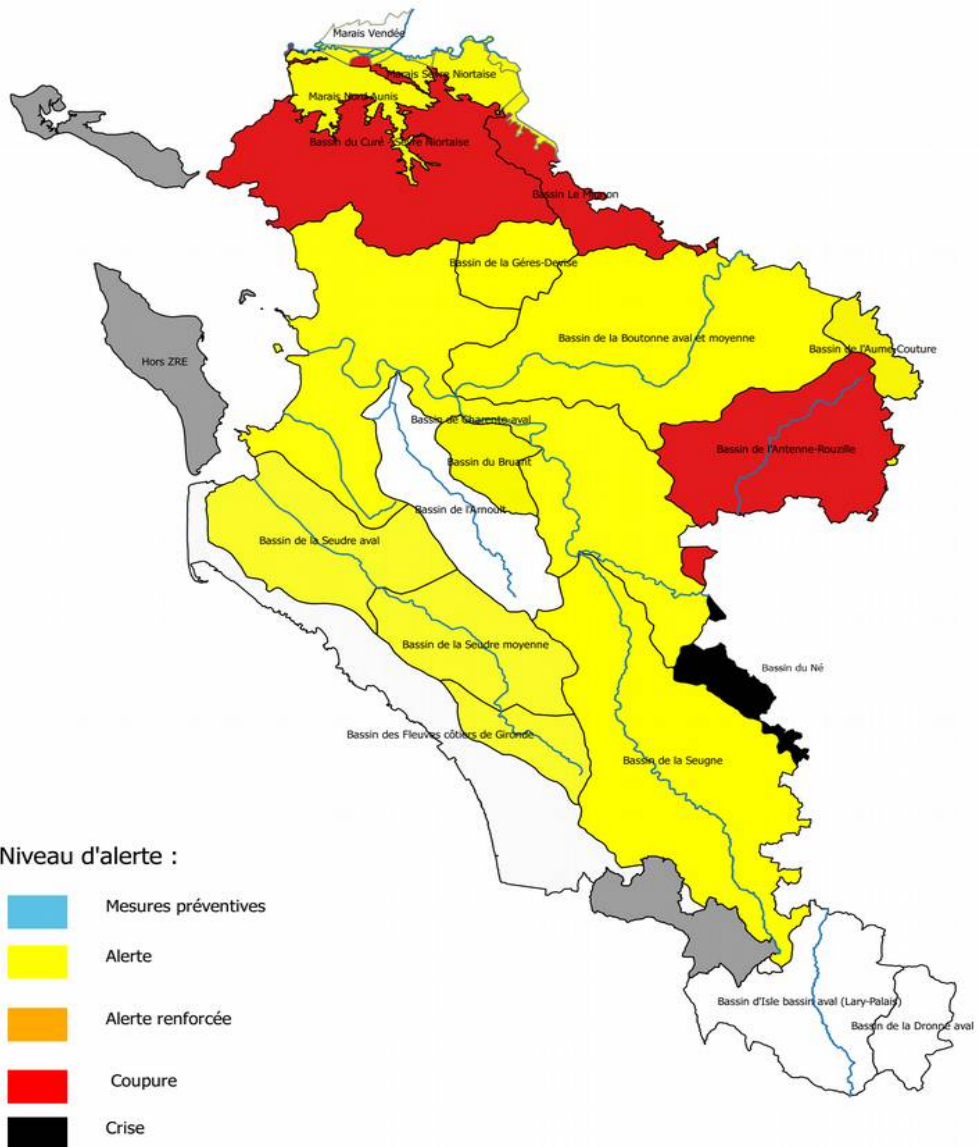 Marais Vendée
Marais Sèvre Niortaise
Marais Nord Aunis
Bassin du Curé - Sèvre Niortaise
Bassin Le Mignon
Bassin de la Géres-Devise
Bassin de la Boutonne aval et moyenne
Bassin de l'Aume-Couture
Hors ZRE
Bassin de Charente aval
Bassin de l'Antenne-Rouzille
Bassin du Bruant
Bassin de l'Arnoult
Bassin de la Seudre aval
Bassin de la Seudre moyenne
Bassin du Né
Bassin des Fleuves côtiers de Gironde
Bassin de la Seugne
Niveau d'alerte :
Mesures préventives
Alerte
Alerte renforcée
Coupure
Crise
Bassin d'Isle bassin aval (Lary-Palais)
Bassin de la Dronne aval